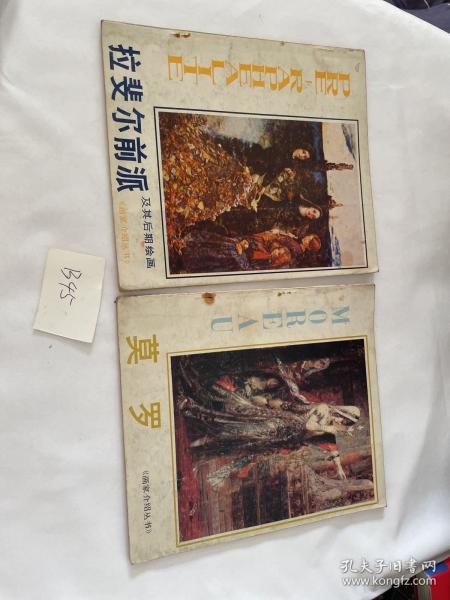 PRE RAPHEALITE
拉斐尔前派
及其后期绘画
《画家介绍丛书》
B45
MOREAU
莫罗
《画家介绍丛书》
孔夫子旧书网
www.kongfz.com